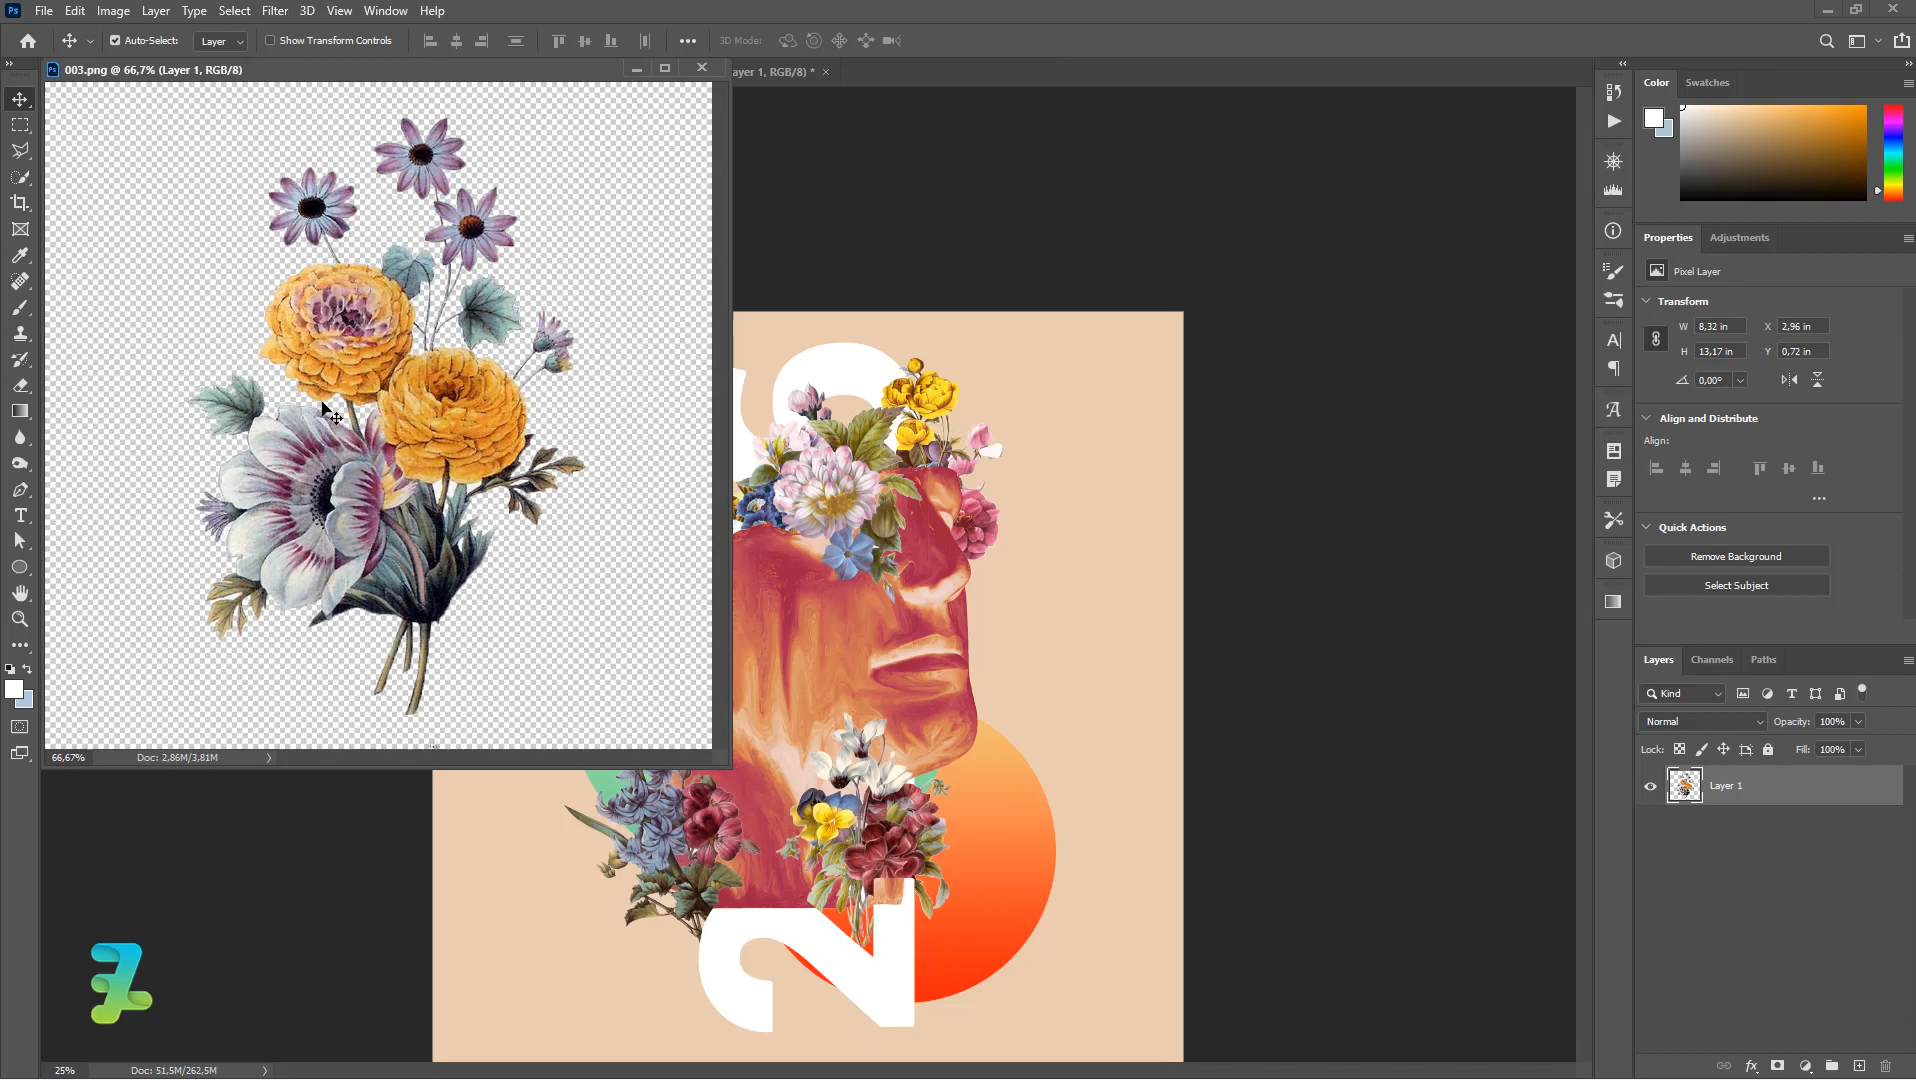 Ps File Edit Image Layer Type Select Filter 3D View Window Help
Auto-Select: Layer Show Transform Controls 3D Mode:
Ps 003.png @ 66,7% (Layer 1, RGB/8)
ayer 1, RGB/8) * ×
Color Swatches
Properties Adjustments
Pixel Layer
Transform
W 8,32 in X 2,96 in
H 13,17 in Y 0,72 in
0,00°
Align and Distribute
Align:
Quick Actions
Remove Background
Select Subject
Layers Channels Paths
Kind
Normal Opacity: 100%
Lock: Fill: 100%
Layer 1
66,67% Doc: 2,86M/3,81M
2
25% Doc: 51,5M/262,5M